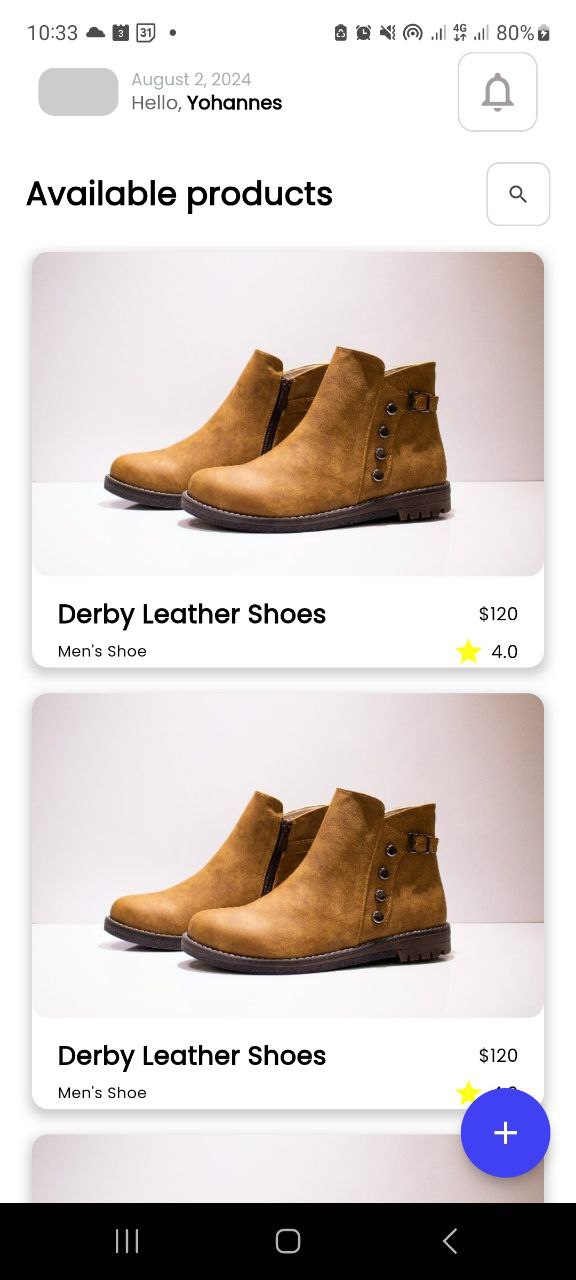 10:33 3 31 4G 80%
August 2, 2024
Hello, Yohannes
Available products
Derby Leather Shoes $120
Men's Shoe 4.0
Derby Leather Shoes $120
Men's Shoe